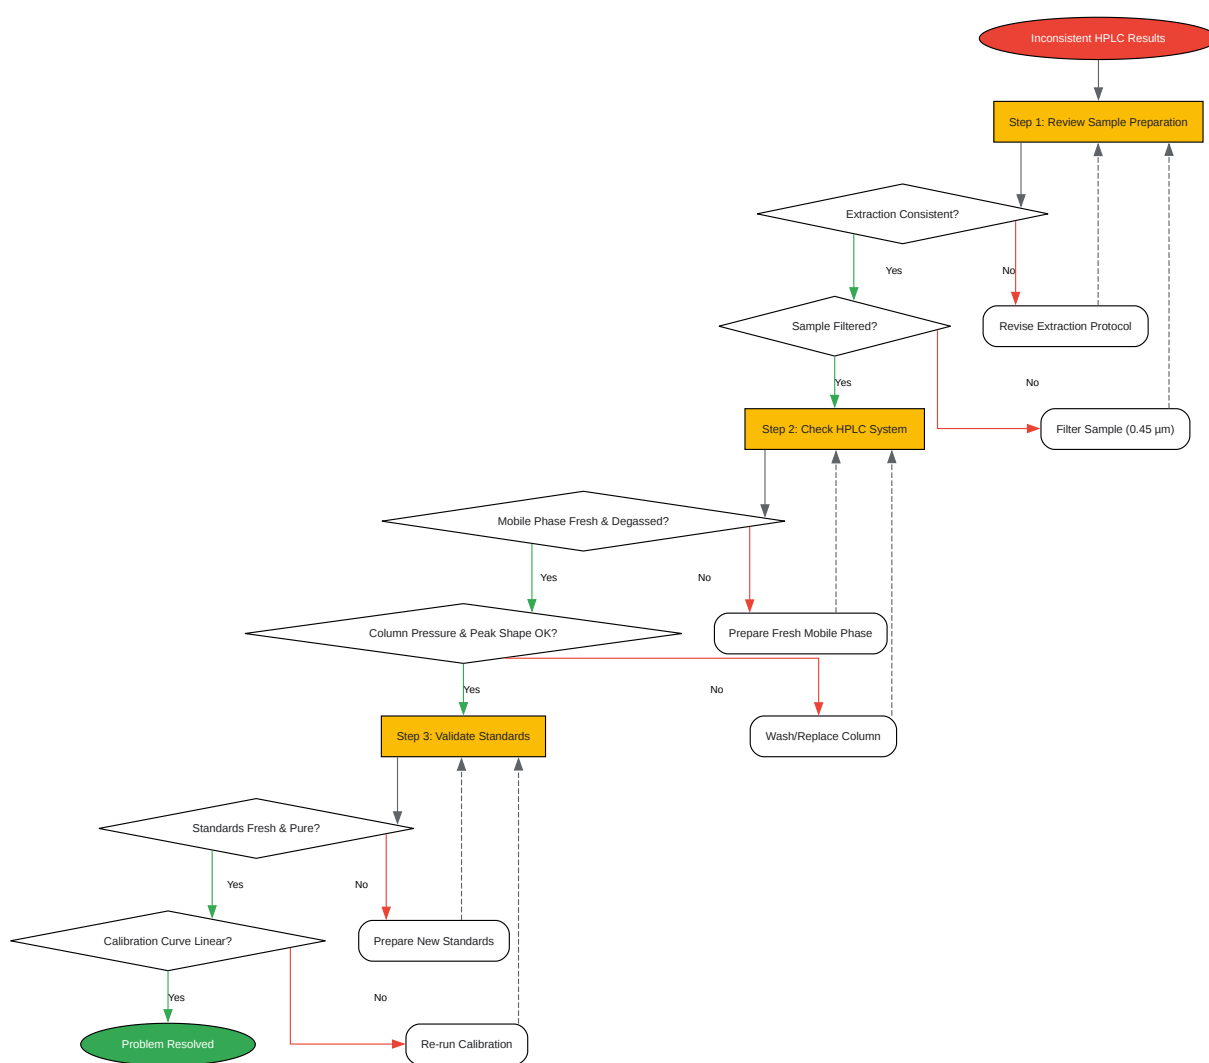 Inconsistent HPLC Results
Step 1: Review Sample Preparation
Extraction Consistent?
Yes
No
Sample Filtered?
Revise Extraction Protocol
Yes
No
Step 2: Check HPLC System
Filter Sample (0.45 µm)
Mobile Phase Fresh & Degassed?
Yes
No
Column Pressure & Peak Shape OK?
Prepare Fresh Mobile Phase
Yes
No
Step 3: Validate Standards
Wash/Replace Column
Standards Fresh & Pure?
Yes
No
Calibration Curve Linear?
Prepare New Standards
Yes
No
Problem Resolved
Re-run Calibration